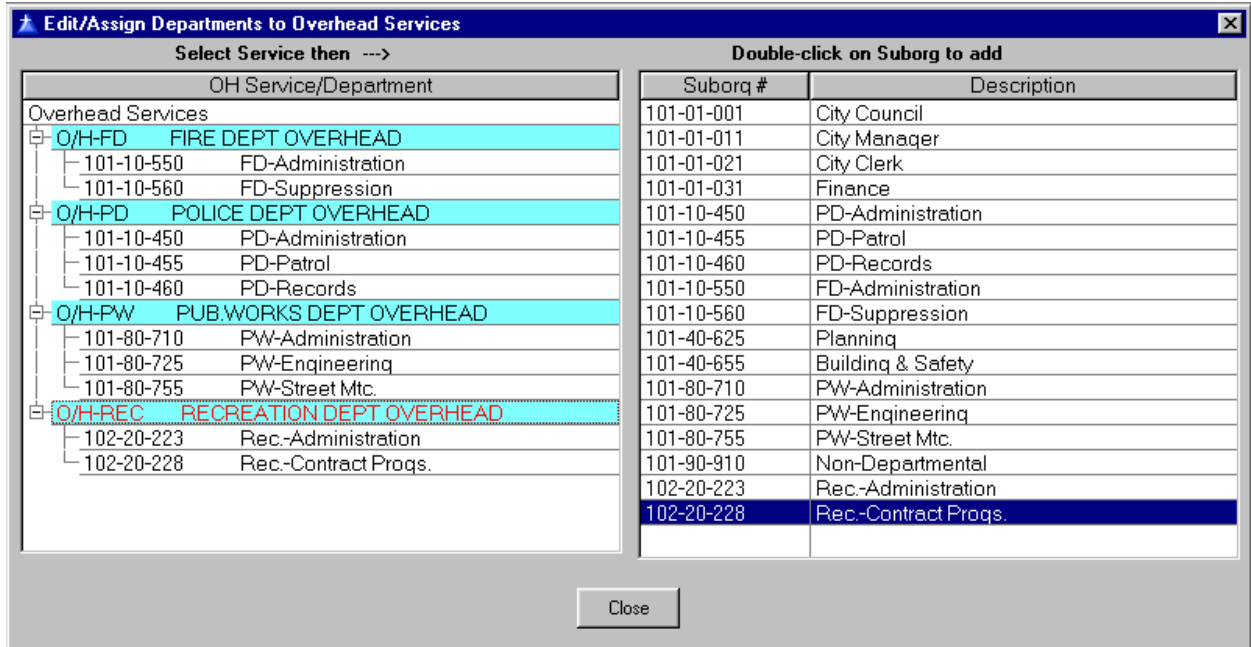 Edit/Assign Departments to Overhead Services
Select Service then --->
OH Service/Department
Overhead Services
O/H-FD FIRE DEPT OVERHEAD
101-10-550 FD-Administration
101-10-560 FD-Suppression
O/H-PD POLICE DEPT OVERHEAD
101-10-450 PD-Administration
101-10-455 PD-Patrol
101-10-460 PD-Records
O/H-PW PUB.WORKS DEPT OVERHEAD
101-80-710 PW-Administration
101-80-725 PW-Engineering
101-80-755 PW-Street Mtc.
O/H-REC RECREATION DEPT OVERHEAD
102-20-223 Rec.-Administration
102-20-228 Rec.-Contract Progs.
Double-click on Suborg to add
Suborg # Description
101-01-001 City Council
101-01-011 City Manager
101-01-021 City Clerk
101-01-031 Finance
101-10-450 PD-Administration
101-10-455 PD-Patrol
101-10-460 PD-Records
101-10-550 FD-Administration
101-10-560 FD-Suppression
101-40-625 Planning
101-40-655 Building & Safety
101-80-710 PW-Administration
101-80-725 PW-Engineering
101-80-755 PW-Street Mtc.
101-90-910 Non-Departmental
102-20-223 Rec.-Administration
102-20-228 Rec.-Contract Progs.
Close